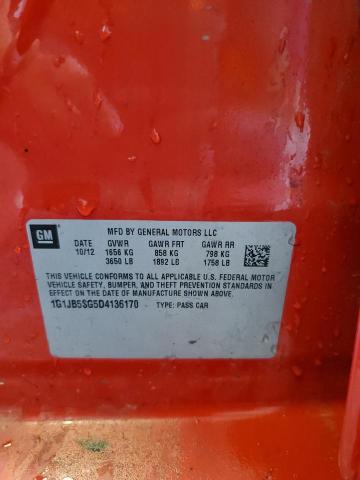 GM
MFD BY GENERAL MOTORS LLC
DATE GVWR GAWR FRT GAWR RR
10/12 1656 KG 858 KG 798 KG
3650 LB 1892 LB 1758 LB
THIS VEHICLE CONFORMS TO ALL APPLICABLE U.S. FEDERAL MOTOR
VEHICLE SAFETY, BUMPER, AND THEFT PREVENTION STANDARDS
IN EFFECT ON THE DATE OF MANUFACTURE SHOWN ABOVE.
1G1JB5SG5D4136170 TYPE: PASS CAR